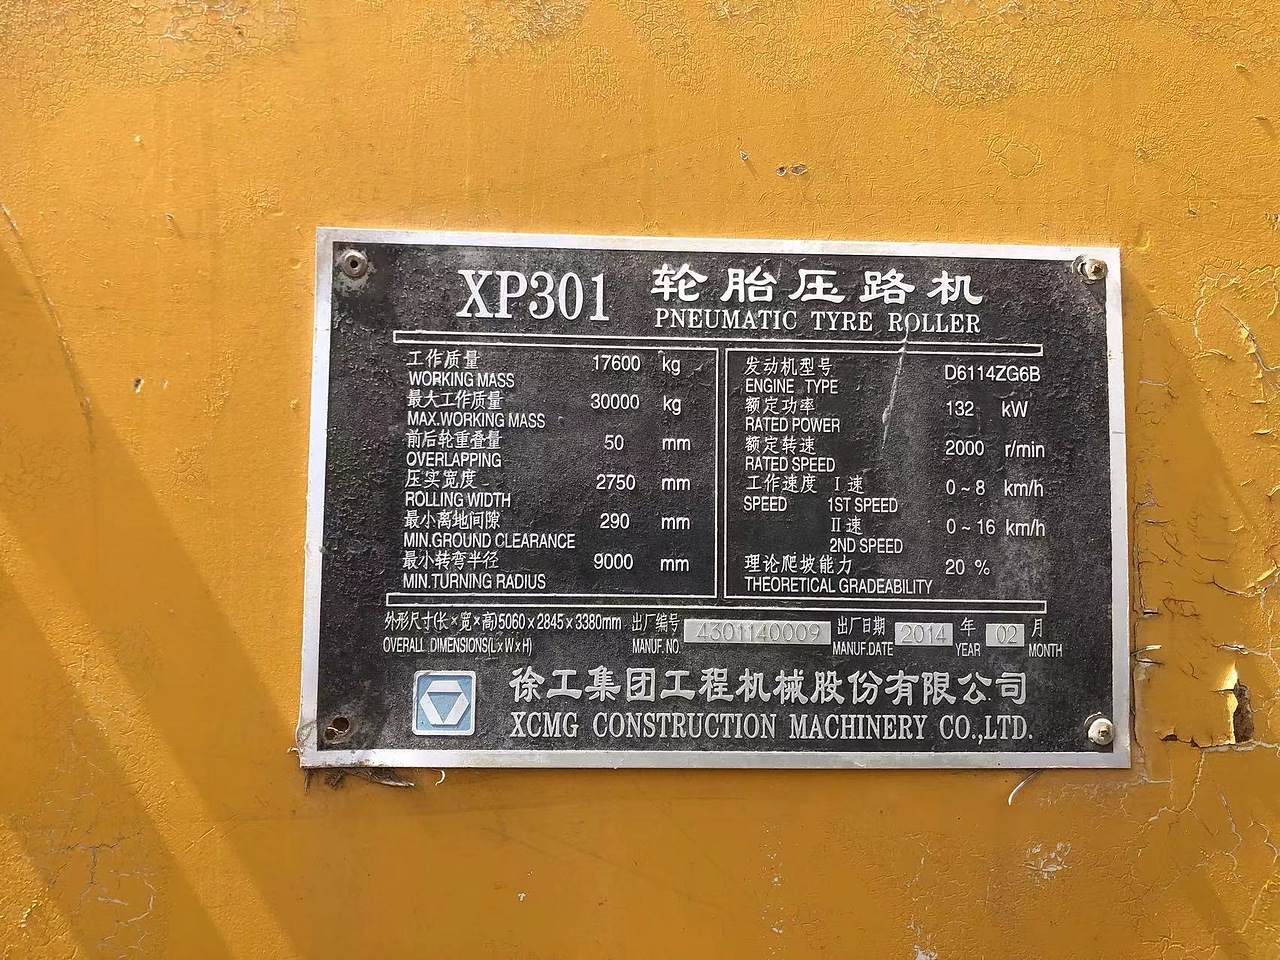 XP301 轮胎压路机
PNEUMATIC TYRE ROLLER
工作质量 17600 kg
WORKING MASS
最大工作质量 30000 kg
MAX.WORKING MASS
前后轮重叠量 50 mm
OVERLAPPING
压实宽度 2750 mm
ROLLING WIDTH
最小离地间隙 290 mm
MIN.GROUND CLEARANCE
最小转弯半径 9000 mm
MIN.TURNING RADIUS
发动机型号 D6114ZG6B
ENGINE TYPE
额定功率 132 kW
RATED POWER
额定转速 2000 r/min
RATED SPEED
工作速度 Ⅰ速 0~8 km/h
SPEED 1ST SPEED
Ⅱ速 0~16 km/h
2ND SPEED
理论爬坡能力 20 %
THEORETICAL GRADEABILITY
外形尺寸(长×宽×高)5060×2845×3380mm 出厂编号 4301140009 出厂日期 2014 年 02 月
OVERALL DIMENSIONS(L×W×H) MANUF.NO. MANUF.DATE YEAR MONTH
徐工集团工程机械股份有限公司
XCMG CONSTRUCTION MACHINERY CO.,LTD.